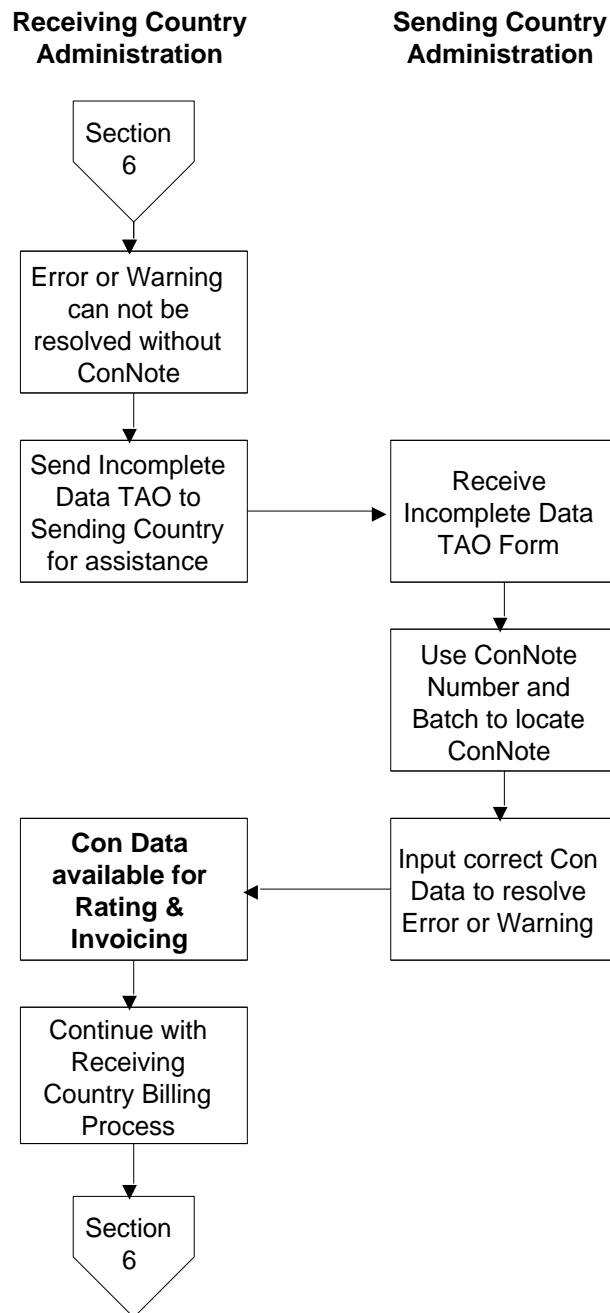 Receiving Country
Administration
Sending Country
Administration
Section
6
Error or Warning
can not be
resolved without
ConNote
Send Incomplete
Data TAO to
Sending Country
for assistance
Receive
Incomplete Data
TAO Form
Use ConNote
Number and
Batch to locate
ConNote
Input correct Con
Data to resolve
Error or Warning
Con Data
available for
Rating &
Invoicing
Continue with
Receiving
Country Billing
Process
Section
6